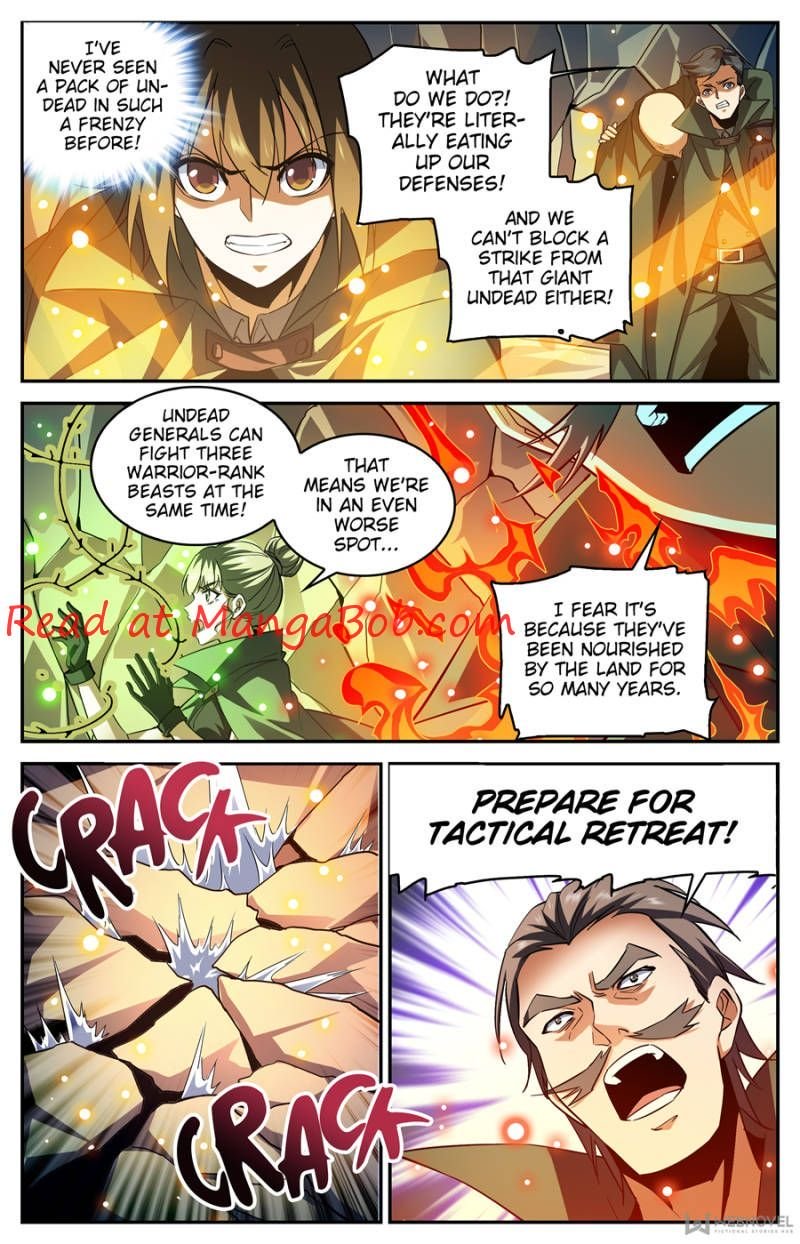 I'VE
NEVER SEEN
A PACK OF UN-
DEAD IN SUCH
A FRENZY
BEFORE!
WHAT
DO WE DO?!
THEY'RE LITER-
ALLY EATING
UP OUR
DEFENSES!
AND WE
CAN'T BLOCK A
STRIKE FROM
THAT GIANT
UNDEAD EITHER!
UNDEAD
GENERALS CAN
FIGHT THREE
WARRIOR-RANK
BEASTS AT THE
SAME TIME!
THAT
MEANS WE'RE
IN AN EVEN
WORSE
SPOT...
I FEAR IT'S
BECAUSE THEY'VE
BEEN NOURISHED
BY THE LAND FOR
SO MANY YEARS.
Read at MangaBob.com
CRACK
CRACK
PREPARE FOR
TACTICAL RETREAT!
WEBNOVEL
FICTIONAL STORIES HUB